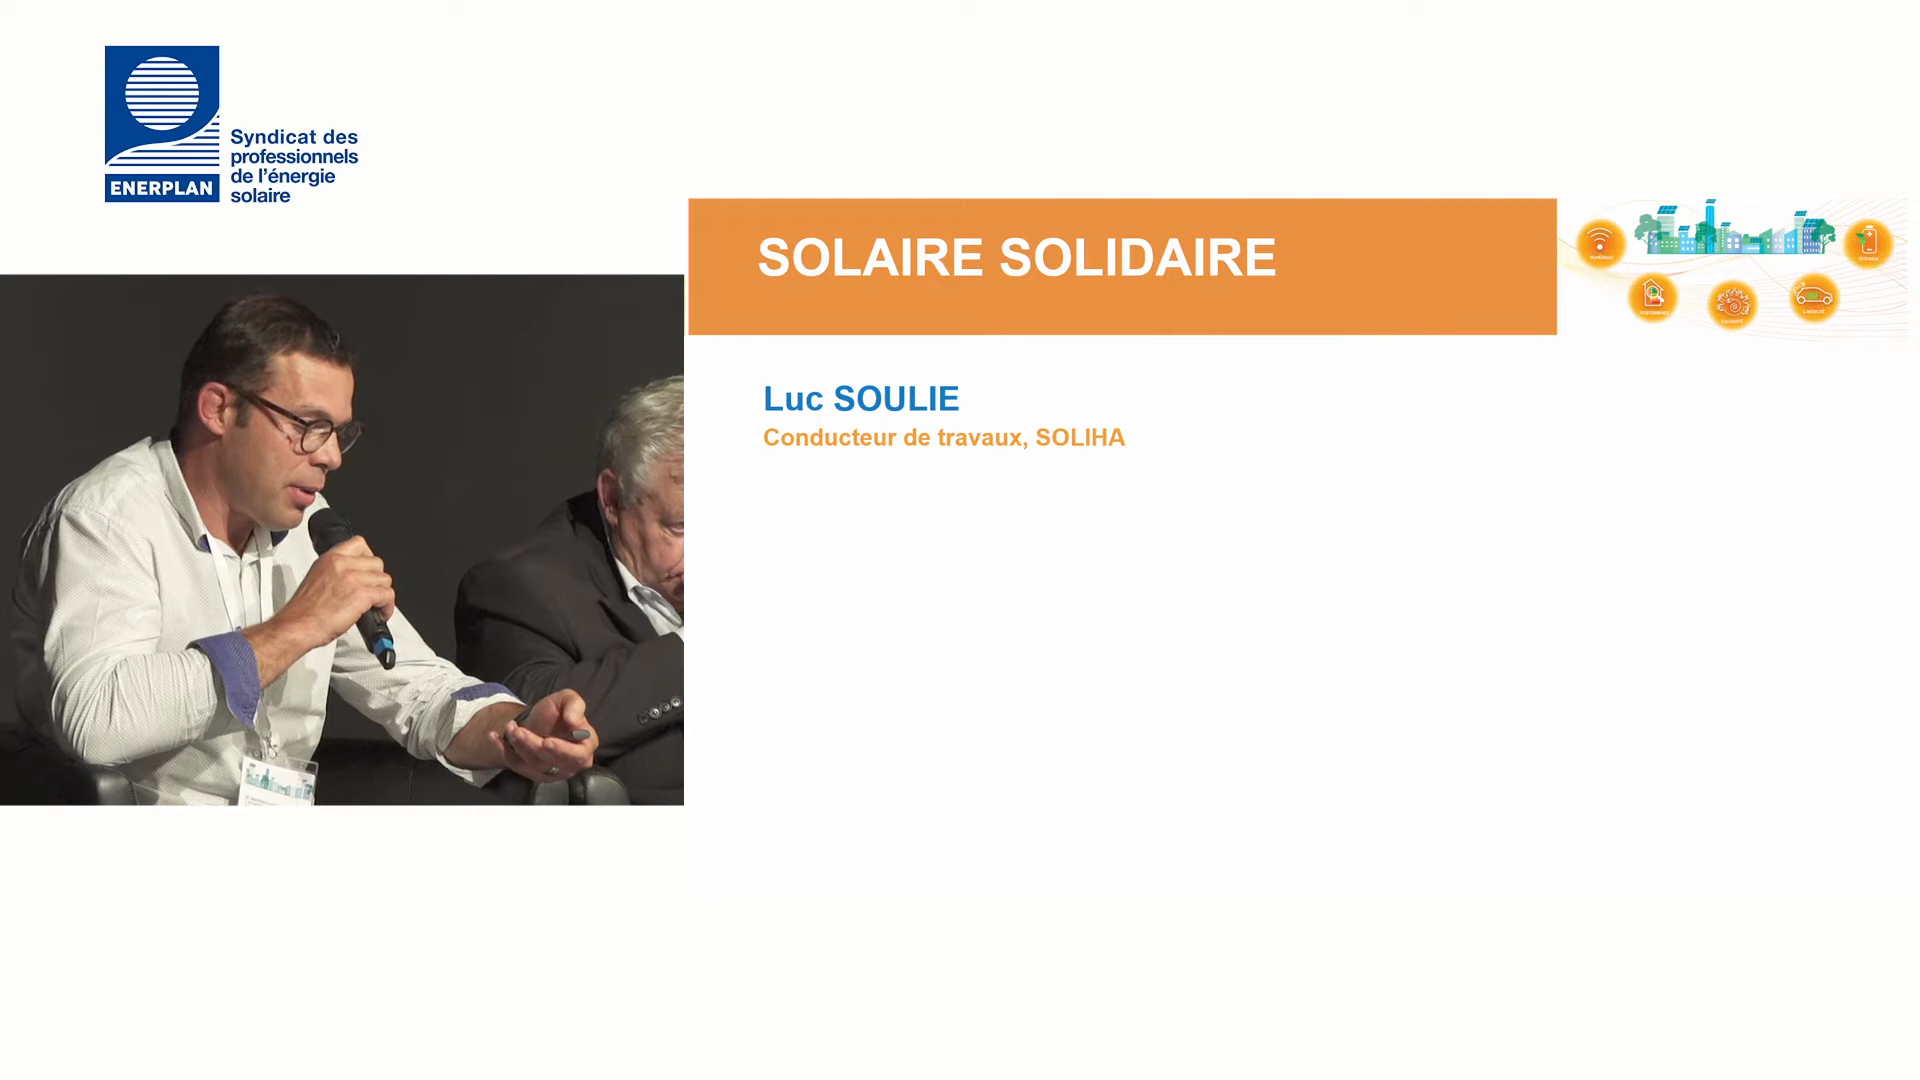 Syndicat des
professionnels
de l'énergie
solaire
ENERPLAN
SOLAIRE SOLIDAIRE
Luc SOULIE
Conducteur de travaux, SOLIHA